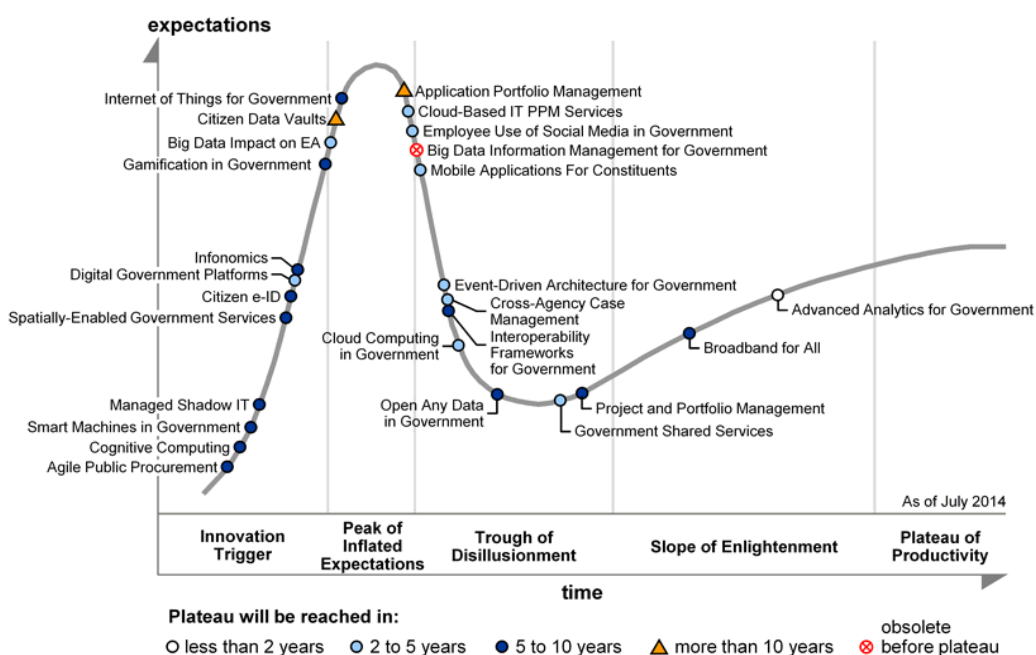 expectations
Internet of Things for Government
Citizen Data Vaults
Big Data Impact on EA
Gamification in Government
Infonomics
Digital Government Platforms
Citizen e-ID
Spatially-Enabled Government Services
Managed Shadow IT
Smart Machines in Government
Cognitive Computing
Agile Public Procurement
Application Portfolio Management
Cloud-Based IT PPM Services
Employee Use of Social Media in Government
Big Data Information Management for Government
Mobile Applications For Constituents
Event-Driven Architecture for Government
Cross-Agency Case
Management
Interoperability
Frameworks
for Government
Cloud Computing
in Government
Open Any Data
in Government
Government Shared Services
Project and Portfolio Management
Broadband for All
Advanced Analytics for Government
As of July 2014
Innovation
Trigger
Peak of
Inflated
Expectations
Trough of
Disillusionment
Slope of Enlightenment
Plateau of
Productivity
time
Plateau will be reached in:
less than 2 years
2 to 5 years
5 to 10 years
more than 10 years
obsolete
before plateau